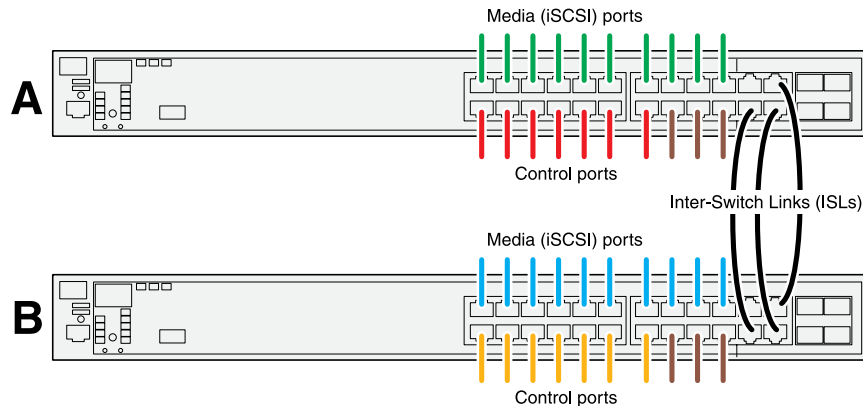 Media (iSCSI) ports
A
Control ports
Inter-Switch Links (ISLs)
Media (iSCSI) ports
B
Control ports